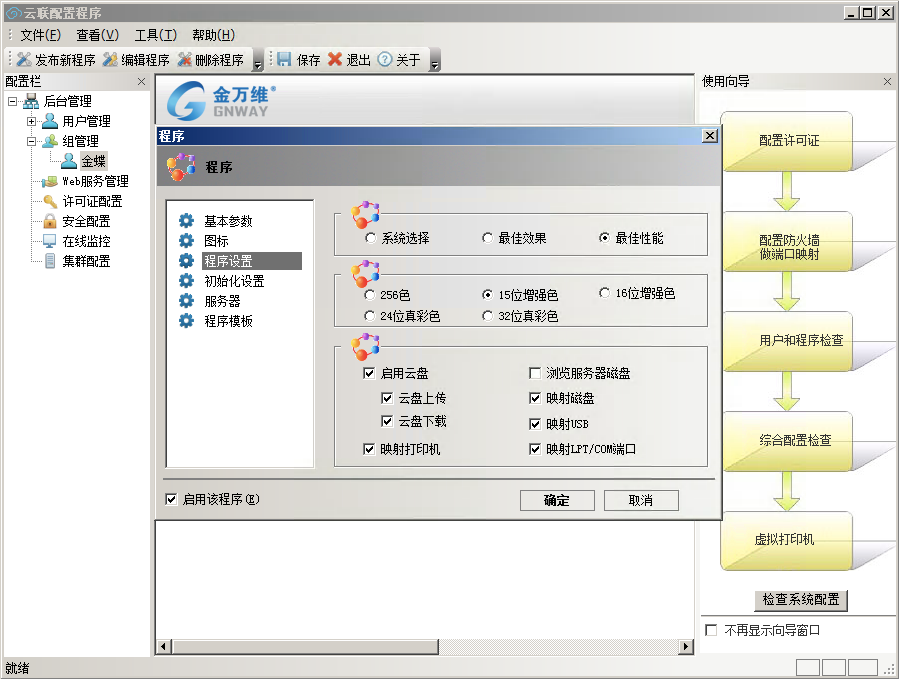 云联配置程序
文件(F) 查看(V) 工具(T) 帮助(H)
发布新程序 编辑程序 删除程序 保存 退出 关于
配置栏
后台管理
用户管理
组管理
金蝶
Web服务管理
许可证配置
安全配置
在线监控
集群配置
金万维®
GNWAY
程序
程序
基本参数
图标
程序设置
初始化设置
服务器
程序模板
系统选择 最佳效果 最佳性能
256色 15位增强色 16位增强色
24位真彩色 32位真彩色
启用云盘 浏览服务器磁盘
云盘上传 映射磁盘
云盘下载 映射USB
映射打印机 映射LPT/COM端口
启用该程序(E) 确定 取消
使用向导
配置许可证
配置防火墙
做端口映射
用户和程序检查
综合配置检查
虚拟打印机
检查系统配置
不再显示向导窗口
就绪